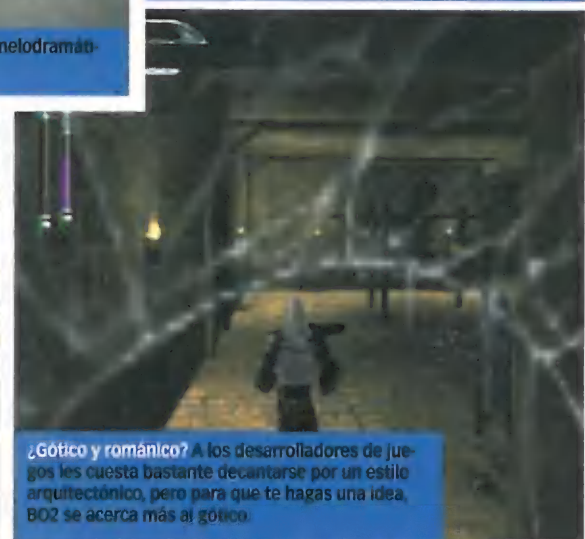 nelodramáti-
¿Gótico y románico? A los desarrolladores de jue-
gos les cuesta bastante decantarse por un estilo
arquitectónico, pero para que te hagas una idea,
BO2 se acerca más al gótico.